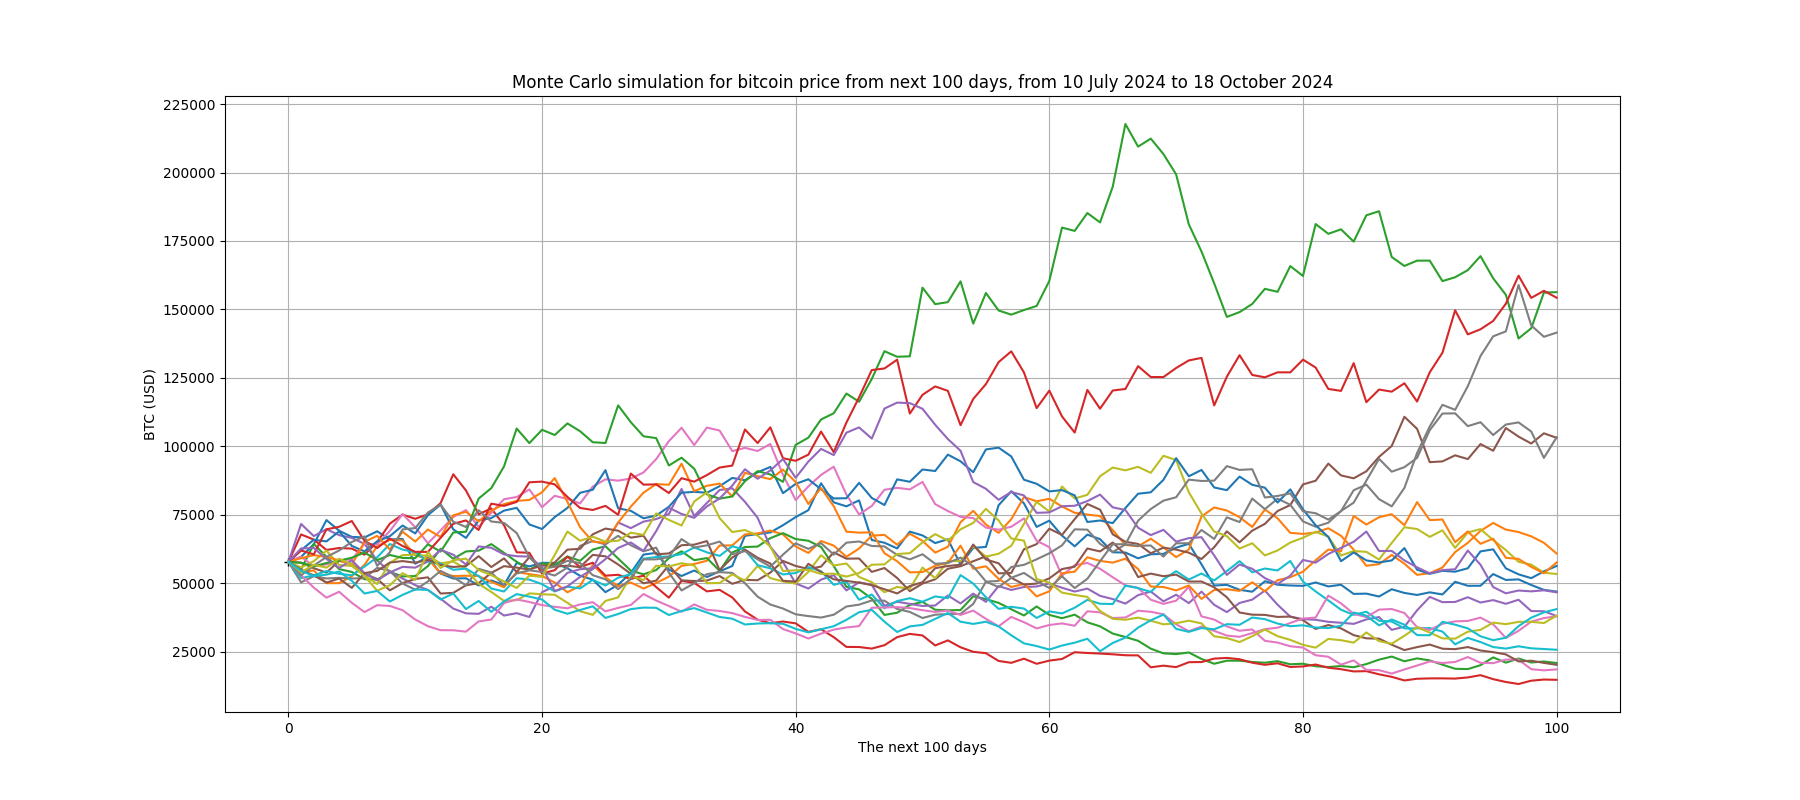 Monte Carlo simulation for bitcoin price from next 100 days, from 10 July 2024 to 18 October 2024
225000
200000
175000
150000
125000
100000
75000
50000
25000
BTC (USD)
0 20 40 60 80 100
The next 100 days